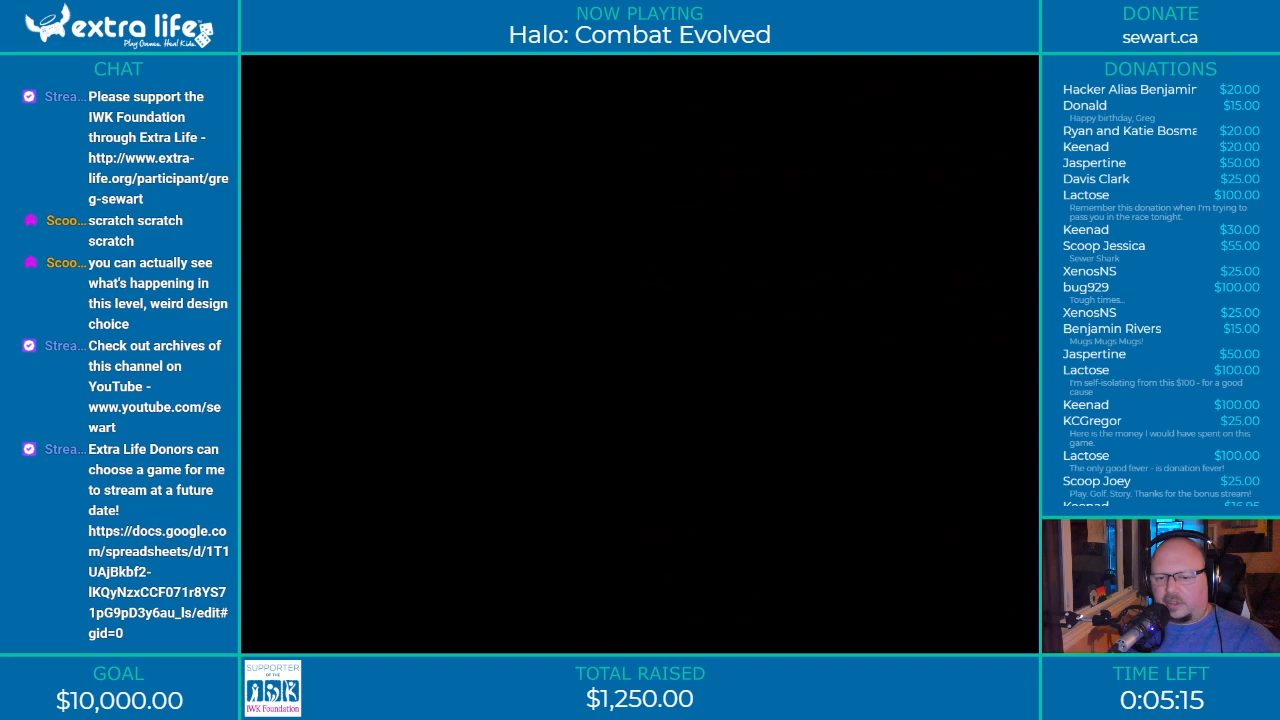 extra life
Play Games. Heal Kids.
NOW PLAYING
Halo: Combat Evolved
DONATE
sewart.ca
CHAT
Strea... Please support the
IWK Foundation
through Extra Life -
http://www.extra-
life.org/participant/gre
g-sewart
Scoo... scratch scratch
scratch
Scoo... you can actually see
what's happening in
this level, weird design
choice
Strea... Check out archives of
this channel on
YouTube -
www.youtube.com/se
wart
Strea... Extra Life Donors can
choose a game for me
to stream at a future
date!
https://docs.google.co
m/spreadsheets/d/1T1
UAjBkbf2-
lKQyNzxCCF071r8YS7
1pG9pD3y6au_ls/edit#
gid=0
DONATIONS
Hacker Alias Benjamin $20.00
Donald $15.00
Happy birthday, Greg
Ryan and Katie Bosma $20.00
Keenad $20.00
Jaspertine $50.00
Davis Clark $25.00
Lactose $100.00
Remember this donation when I'm trying to
pass you in the race tonight.
Keenad $30.00
Scoop Jessica $55.00
Sewer Shark
XenosNS $25.00
bug929 $100.00
Tough times...
XenosNS $25.00
Benjamin Rivers $15.00
Mugs Mugs Mugs!
Jaspertine $50.00
Lactose $100.00
I'm self-isolating from this $100 - for a good
cause
Keenad $100.00
KCGregor $25.00
Here is the money I would have spent on this
game.
Lactose $100.00
The only good fever - is donation fever!
Scoop Joey $25.00
Play. Golf. Story. Thanks for the bonus stream!
Keenad $16.95
GOAL
$10,000.00
SUPPORTER
OF THE
IWK
IWK Foundation
TOTAL RAISED
$1,250.00
TIME LEFT
0:05:15